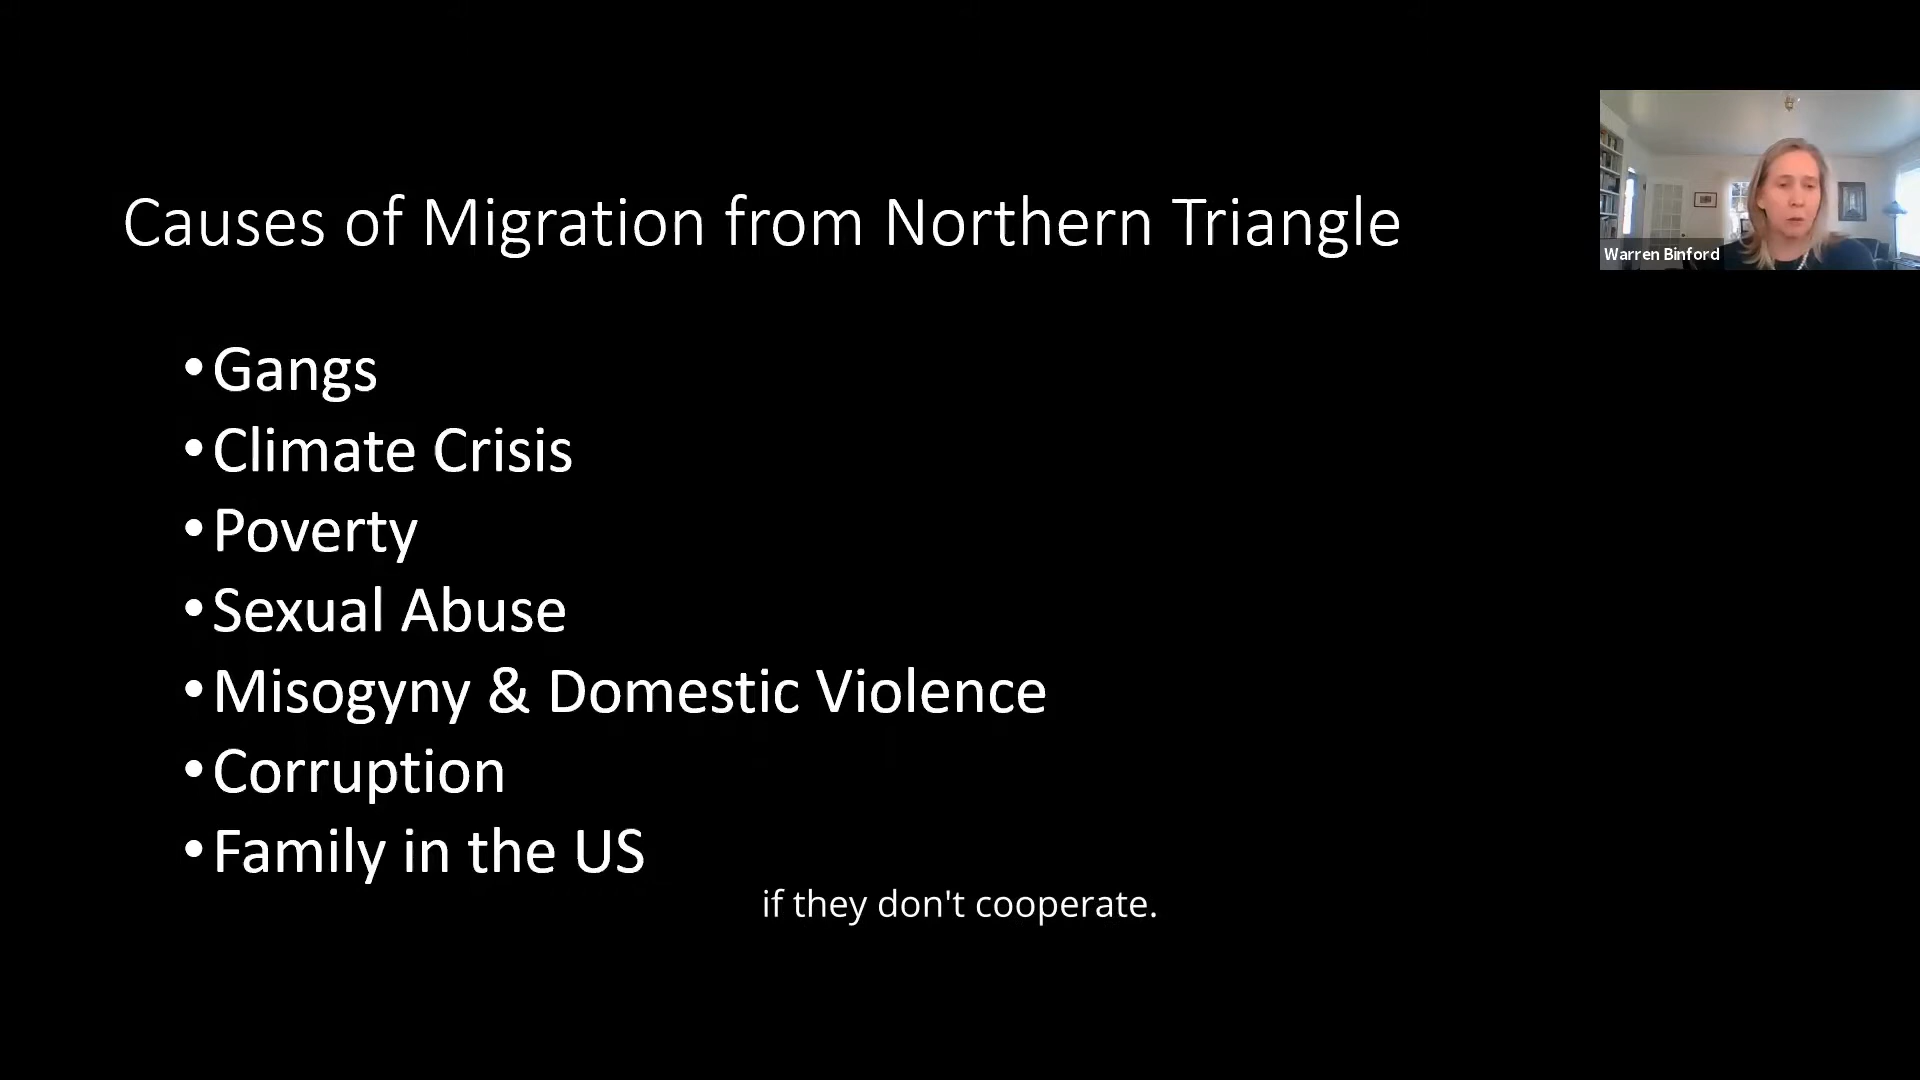 Causes of Migration from Northern Triangle
Warren Binford
•Gangs
•Climate Crisis
•Poverty
•Sexual Abuse
•Misogyny & Domestic Violence
•Corruption
•Family in the US
if they don't cooperate.